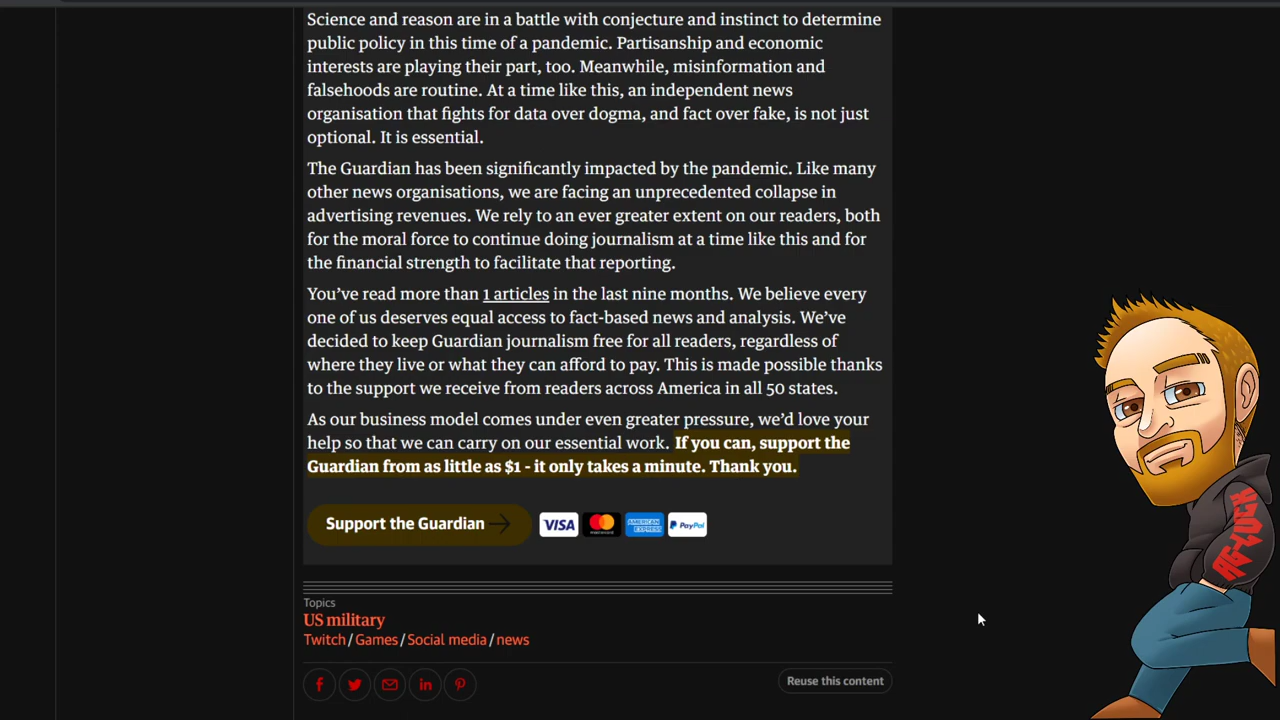 Science and reason are in a battle with conjecture and instinct to determine
public policy in this time of a pandemic. Partisanship and economic
interests are playing their part, too. Meanwhile, misinformation and
falsehoods are routine. At a time like this, an independent news
organisation that fights for data over dogma, and fact over fake, is not just
optional. It is essential.
The Guardian has been significantly impacted by the pandemic. Like many
other news organisations, we are facing an unprecedented collapse in
advertising revenues. We rely to an ever greater extent on our readers, both
for the moral force to continue doing journalism at a time like this and for
the financial strength to facilitate that reporting.
You’ve read more than 1 articles in the last nine months. We believe every
one of us deserves equal access to fact-based news and analysis. We’ve
decided to keep Guardian journalism free for all readers, regardless of
where they live or what they can afford to pay. This is made possible thanks
to the support we receive from readers across America in all 50 states.
As our business model comes under even greater pressure, we’d love your
help so that we can carry on our essential work. If you can, support the
Guardian from as little as $1 - it only takes a minute. Thank you.
Support the Guardian VISA AMERICAN EXPRESS PayPal
Topics
US military
Twitch / Games / Social media / news
Reuse this content